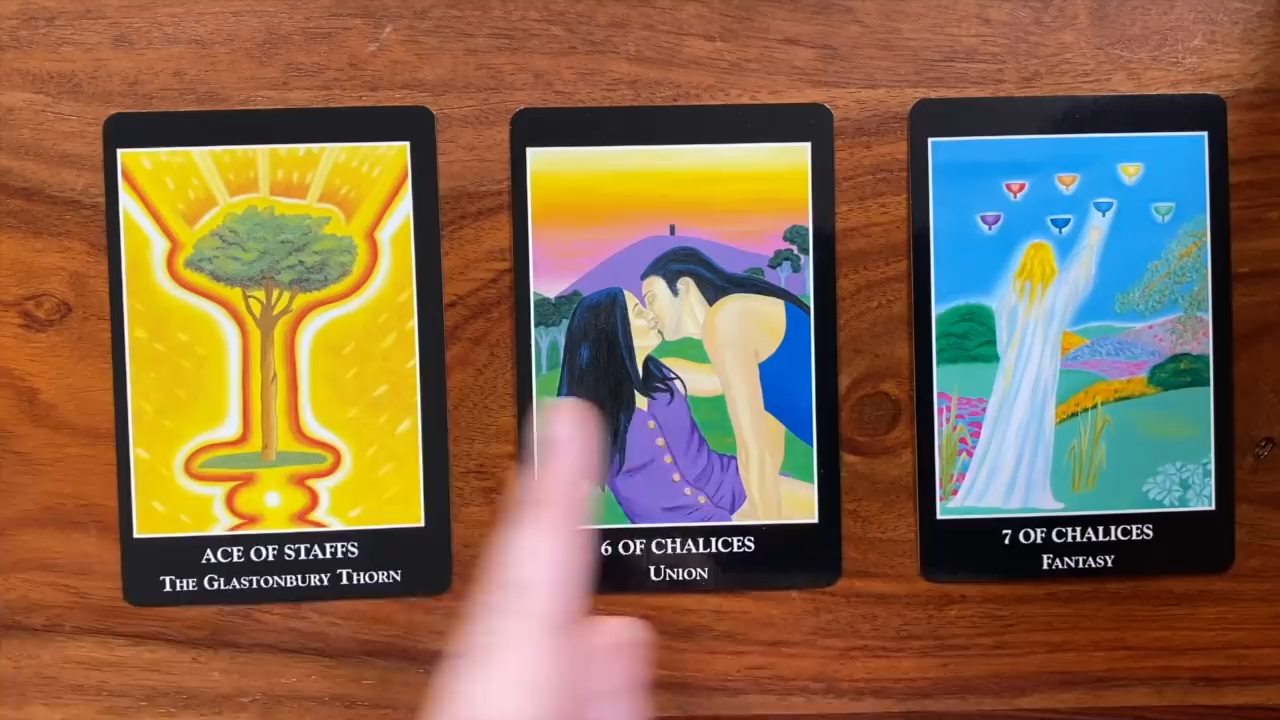 ACE OF STAFFS
THE GLASTONBURY THORN
6 OF CHALICES
UNION
7 OF CHALICES
FANTASY